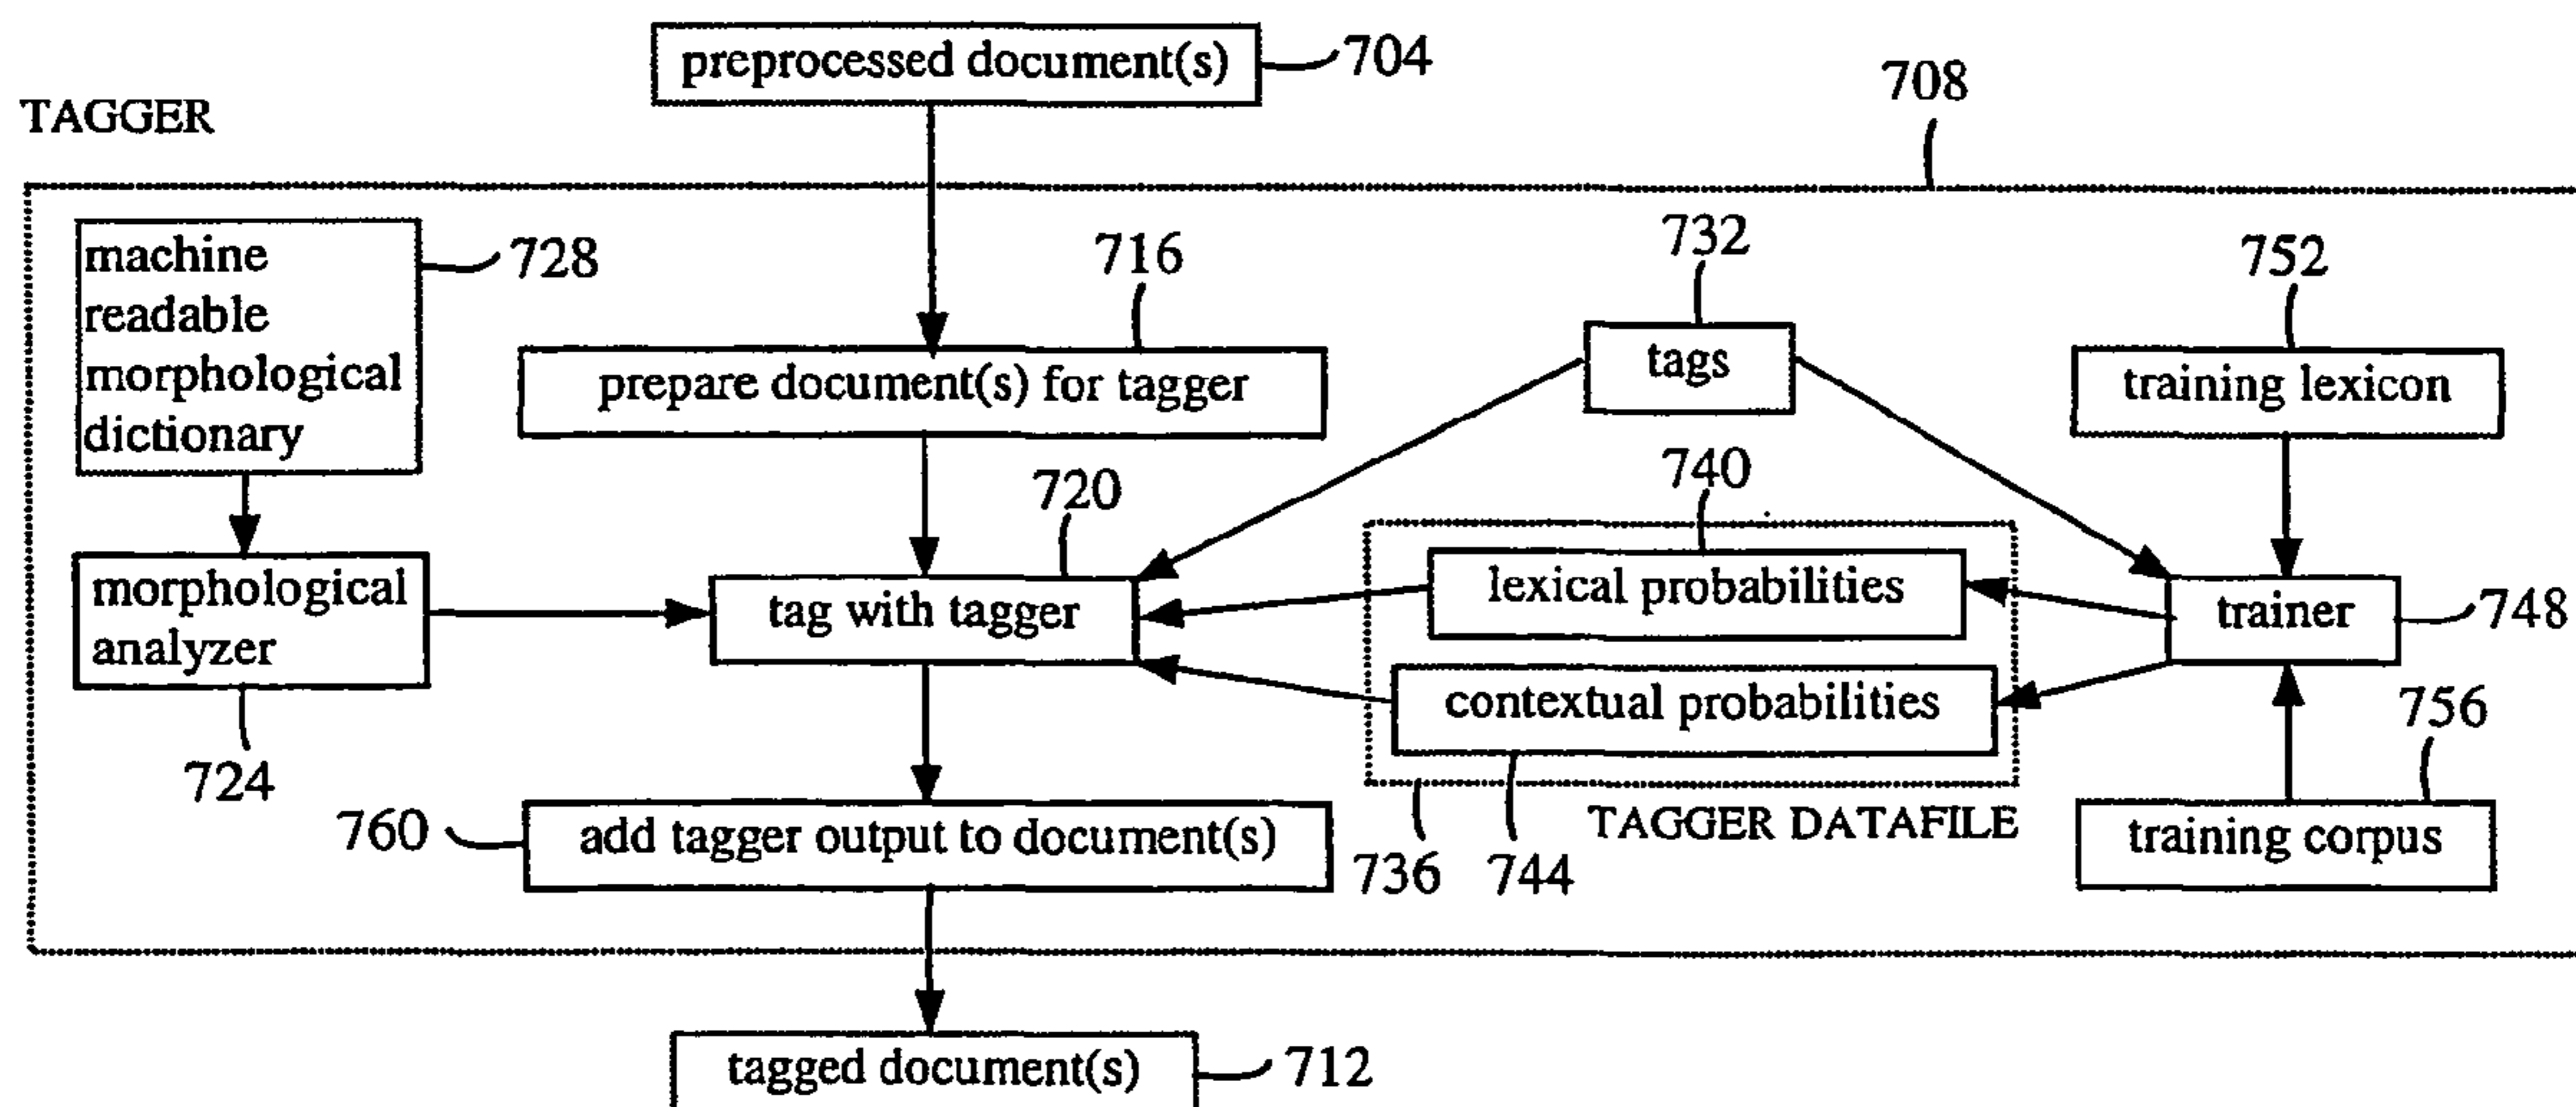 preprocessed document(s)
704
TAGGER
708
machine
readable
morphological
dictionary
728
716
prepare document(s) for tagger
732
tags
752
training lexicon
morphological
analyzer
724
720
tag with tagger
740
lexical probabilities
contextual probabilities
TAGGER DATAFILE
736
744
trainer
748
756
training corpus
760
add tagger output to document(s)
tagged document(s)
712